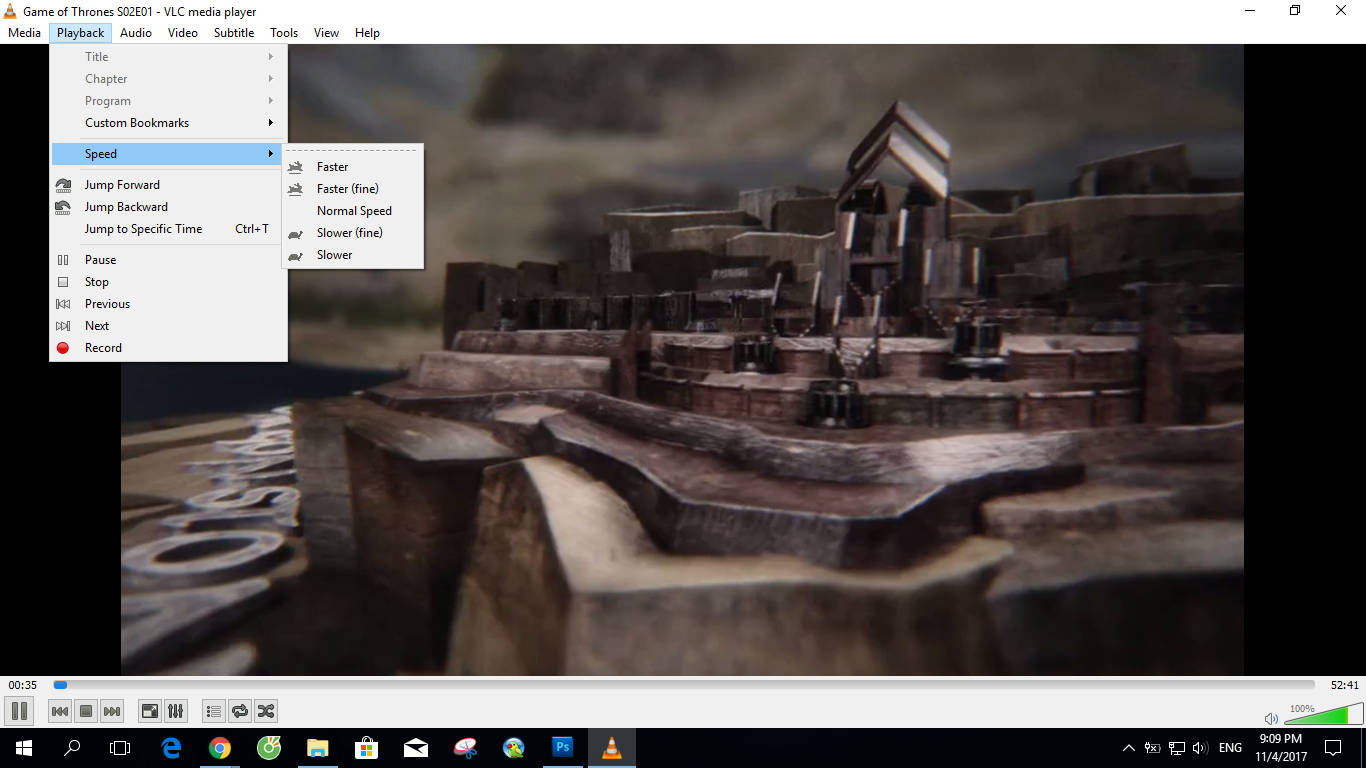 Game of Thrones S02E01 - VLC media player
Media Playback Audio Video Subtitle Tools View Help
Title
Chapter
Program
Custom Bookmarks
Speed
Faster
Faster (fine)
Normal Speed
Slower (fine)
Slower
Jump Forward
Jump Backward
Jump to Specific Time Ctrl+T
Pause
Stop
Previous
Next
Record
00:35 52:41
100%
Ps
ENG
9:09 PM
11/4/2017